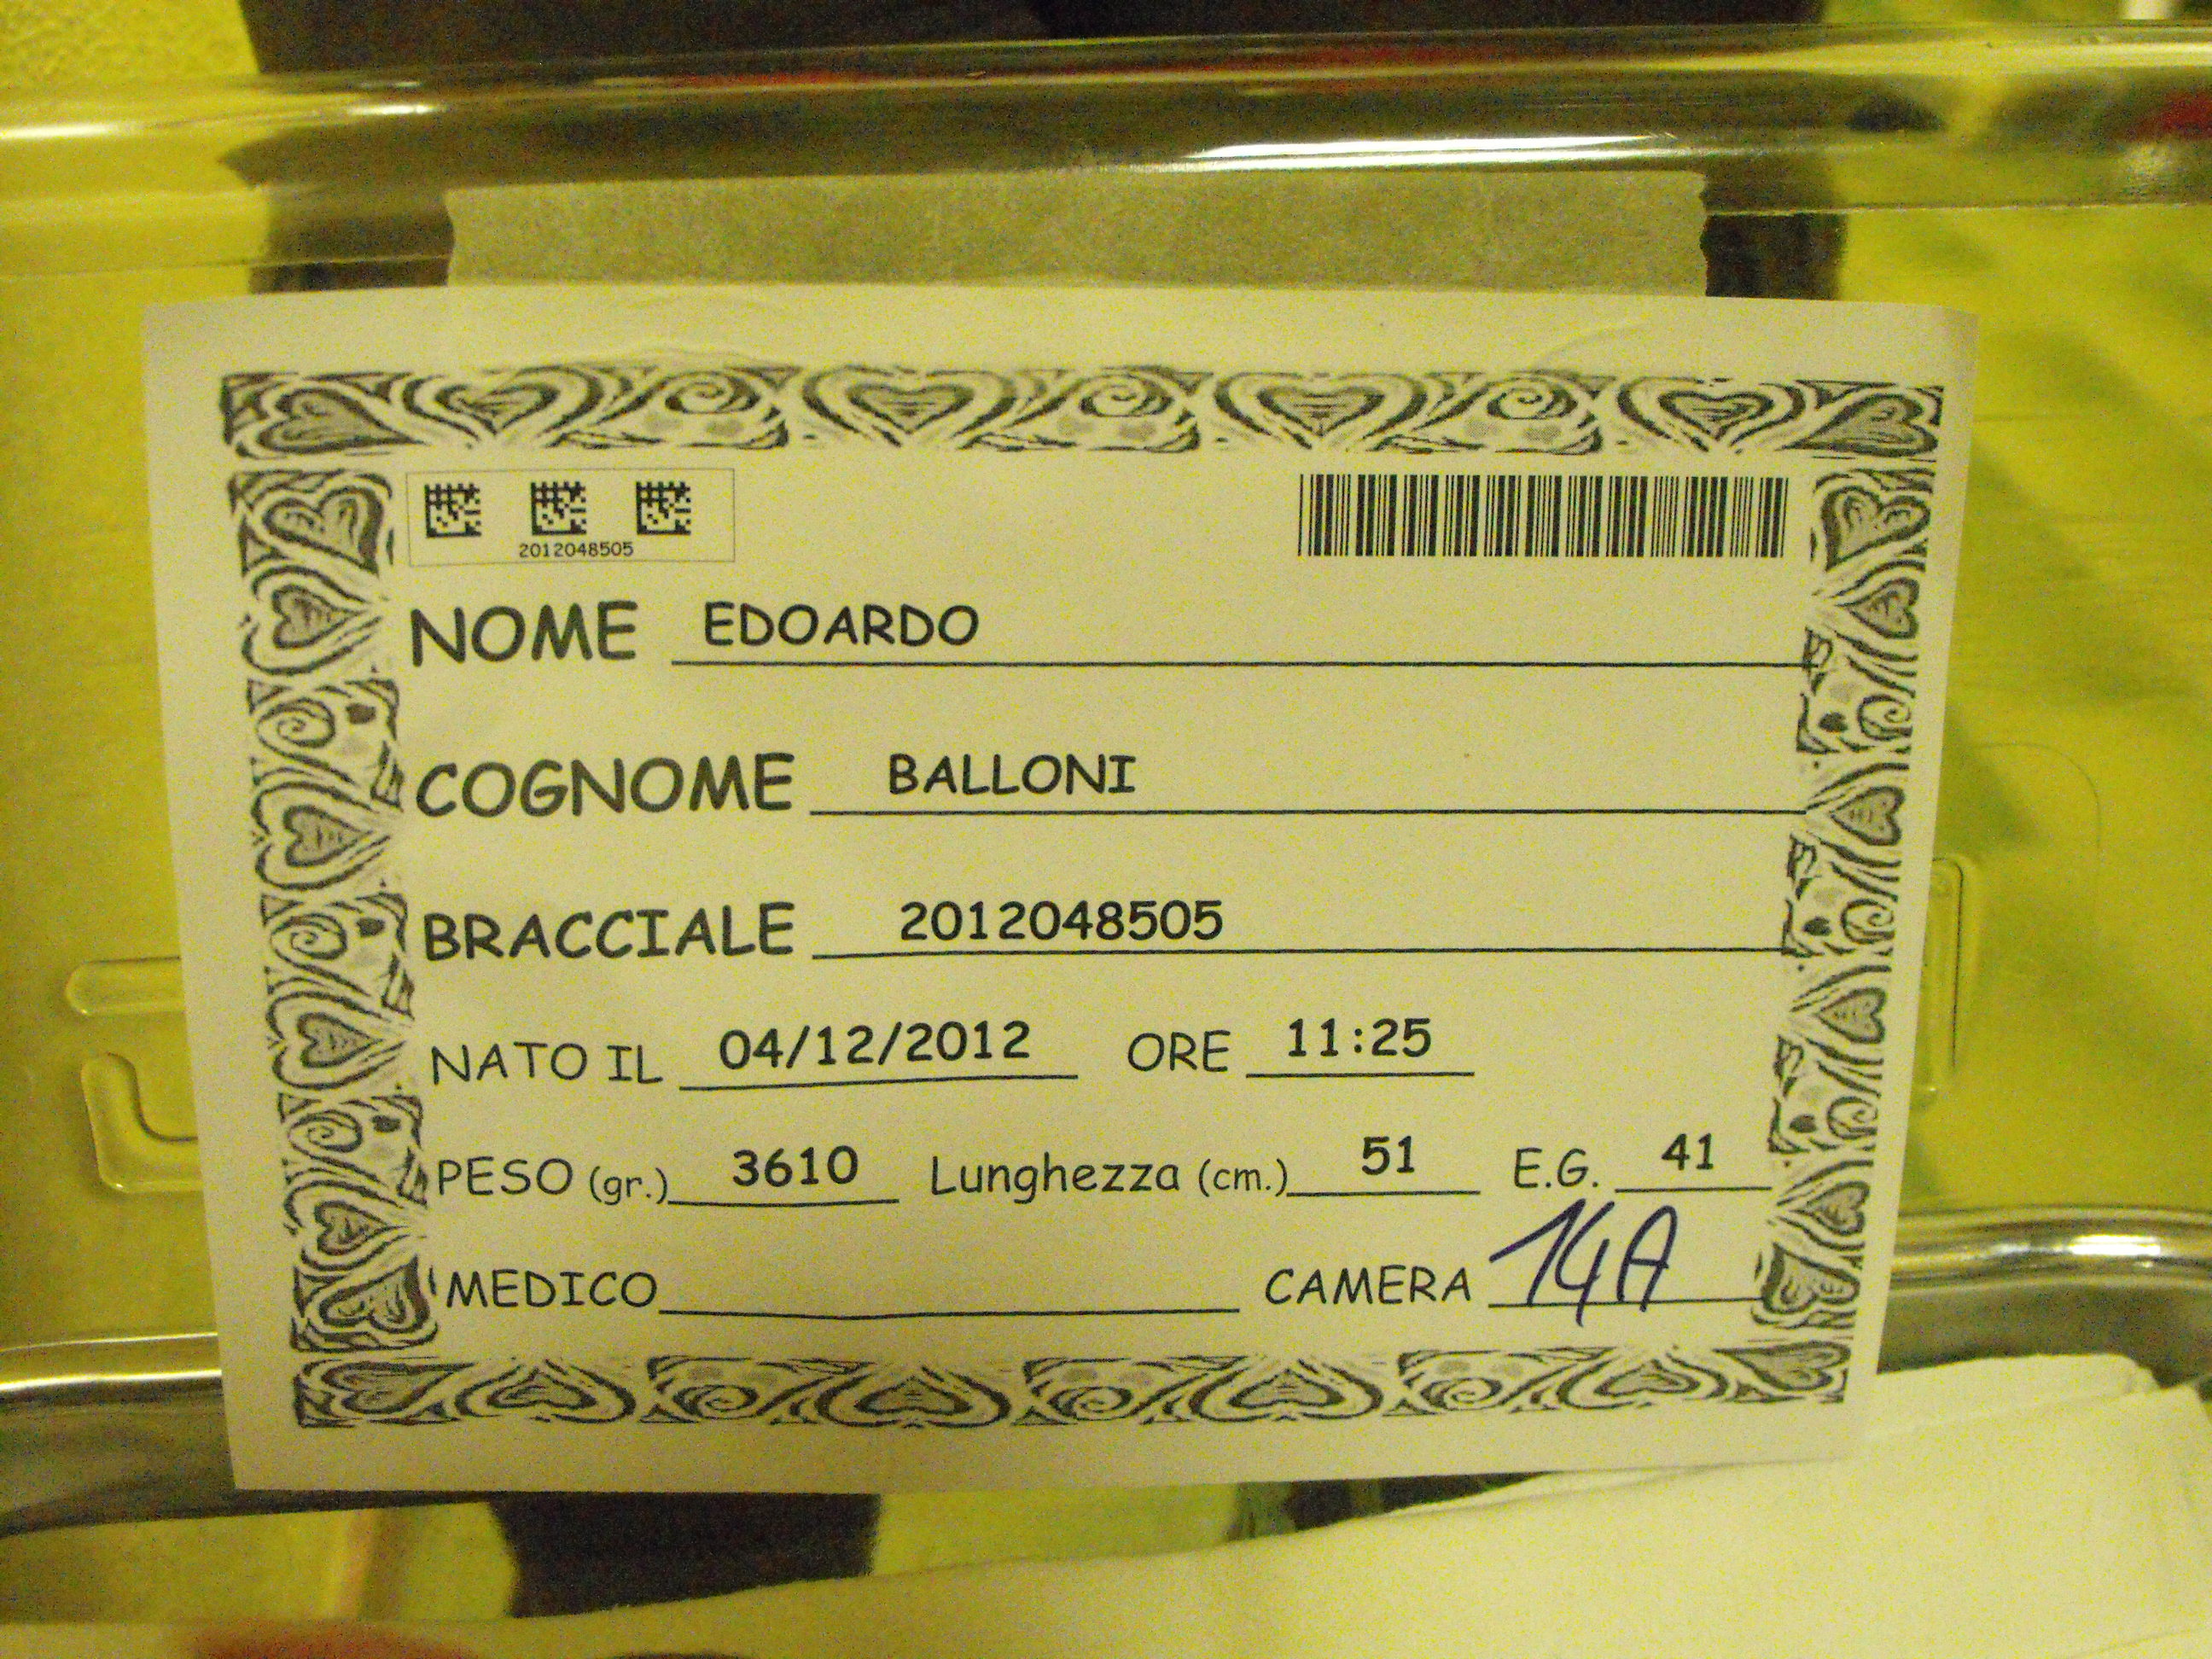 2012048505
NOME EDOARDO
COGNOME BALLONI
BRACCIALE 2012048505
NATO IL 04/12/2012 ORE 11:25
PESO (gr.) 3610 Lunghezza (cm.) 51 E.G. 41
MEDICO CAMERA 14A